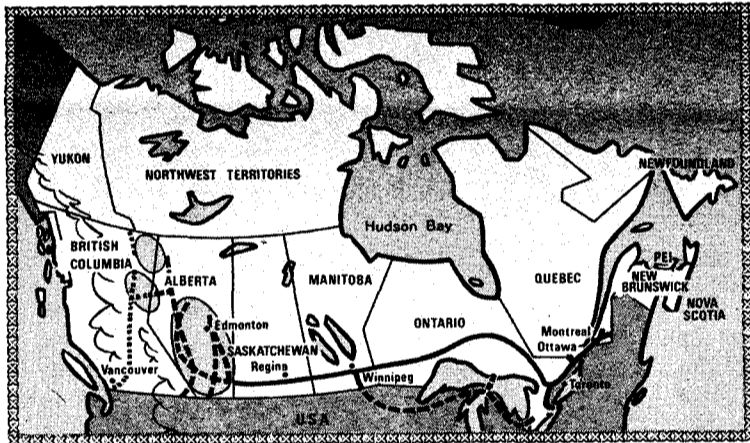 YUKON
NORTHWEST TERRITORIES
NEWFOUNDLAND
Hudson Bay
BRITISH
COLUMBIA
ALBERTA
MANITOBA
QUEBEC
PEI
NEW
BRUNSWICK
NOVA
SCOTIA
Edmonton
ONTARIO
SASKATCHEWAN
Regina
Montreal
Ottawa
Vancouver
Winnipeg
Toronto
USA